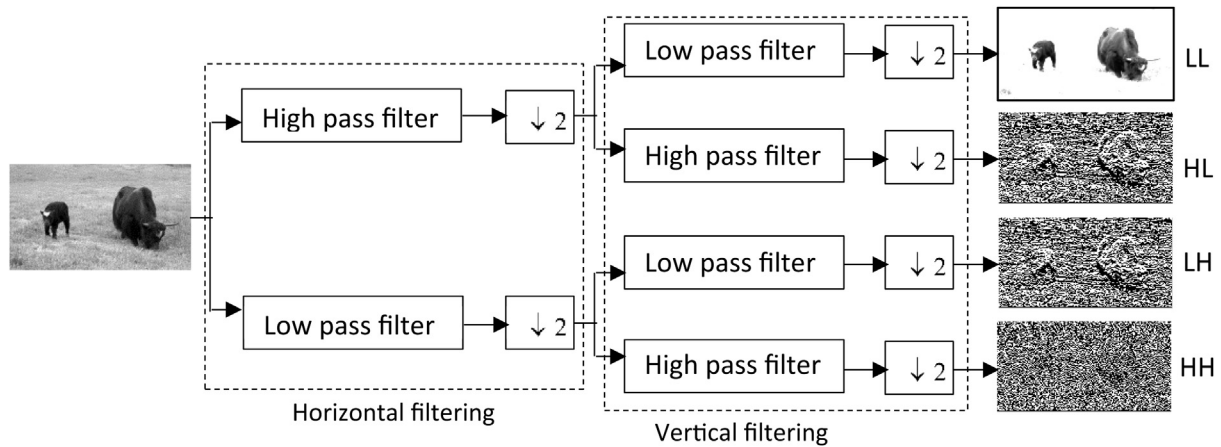 Low pass filter
↓ 2
LL
High pass filter
↓ 2
High pass filter
↓ 2
HL
Low pass filter
↓ 2
LH
Low pass filter
↓ 2
High pass filter
↓ 2
HH
Horizontal filtering
Vertical filtering